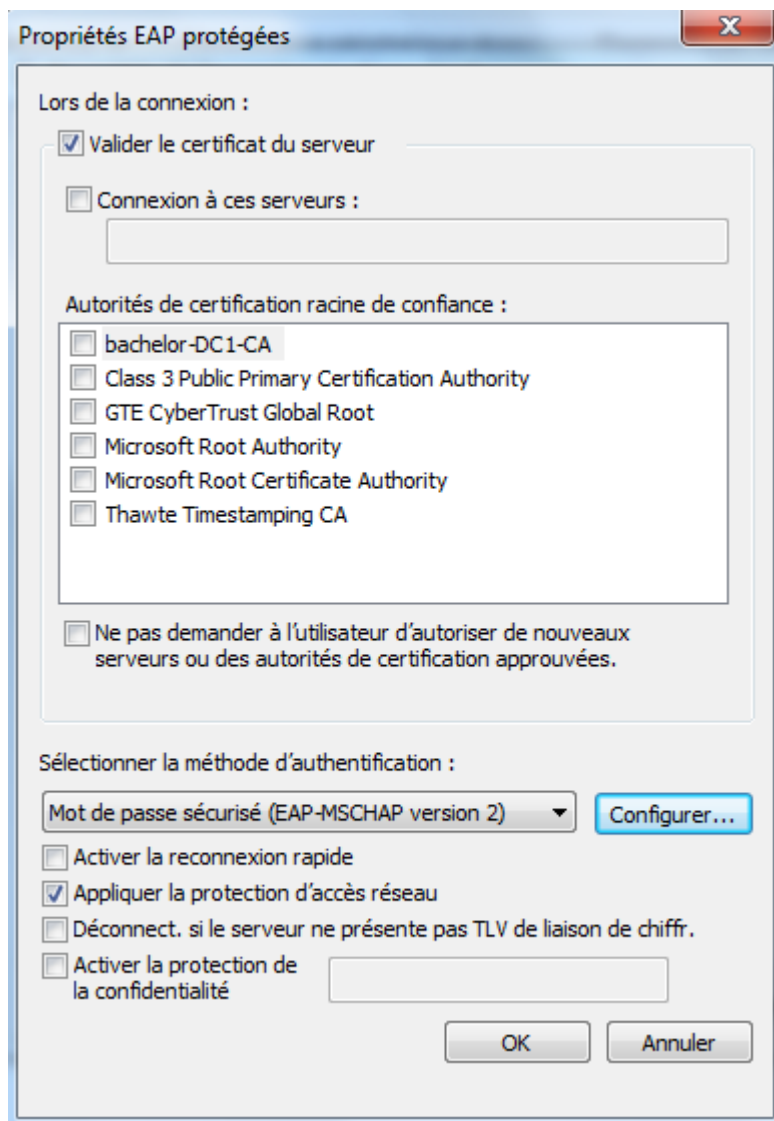 Propriétés EAP protégées
Lors de la connexion :
Valider le certificat du serveur
Connexion à ces serveurs :
Autorités de certification racine de confiance :
bachelor-DC1-CA
Class 3 Public Primary Certification Authority
GTE CyberTrust Global Root
Microsoft Root Authority
Microsoft Root Certificate Authority
Thawte Timestamping CA
Ne pas demander à l'utilisateur d'autoriser de nouveaux
serveurs ou des autorités de certification approuvées.
Sélectionner la méthode d'authentification :
Mot de passe sécurisé (EAP-MSCHAP version 2) Configurer...
Activer la reconnexion rapide
Appliquer la protection d'accès réseau
Déconnect. si le serveur ne présente pas TLV de liaison de chiffr.
Activer la protection de
la confidentialité
OK Annuler